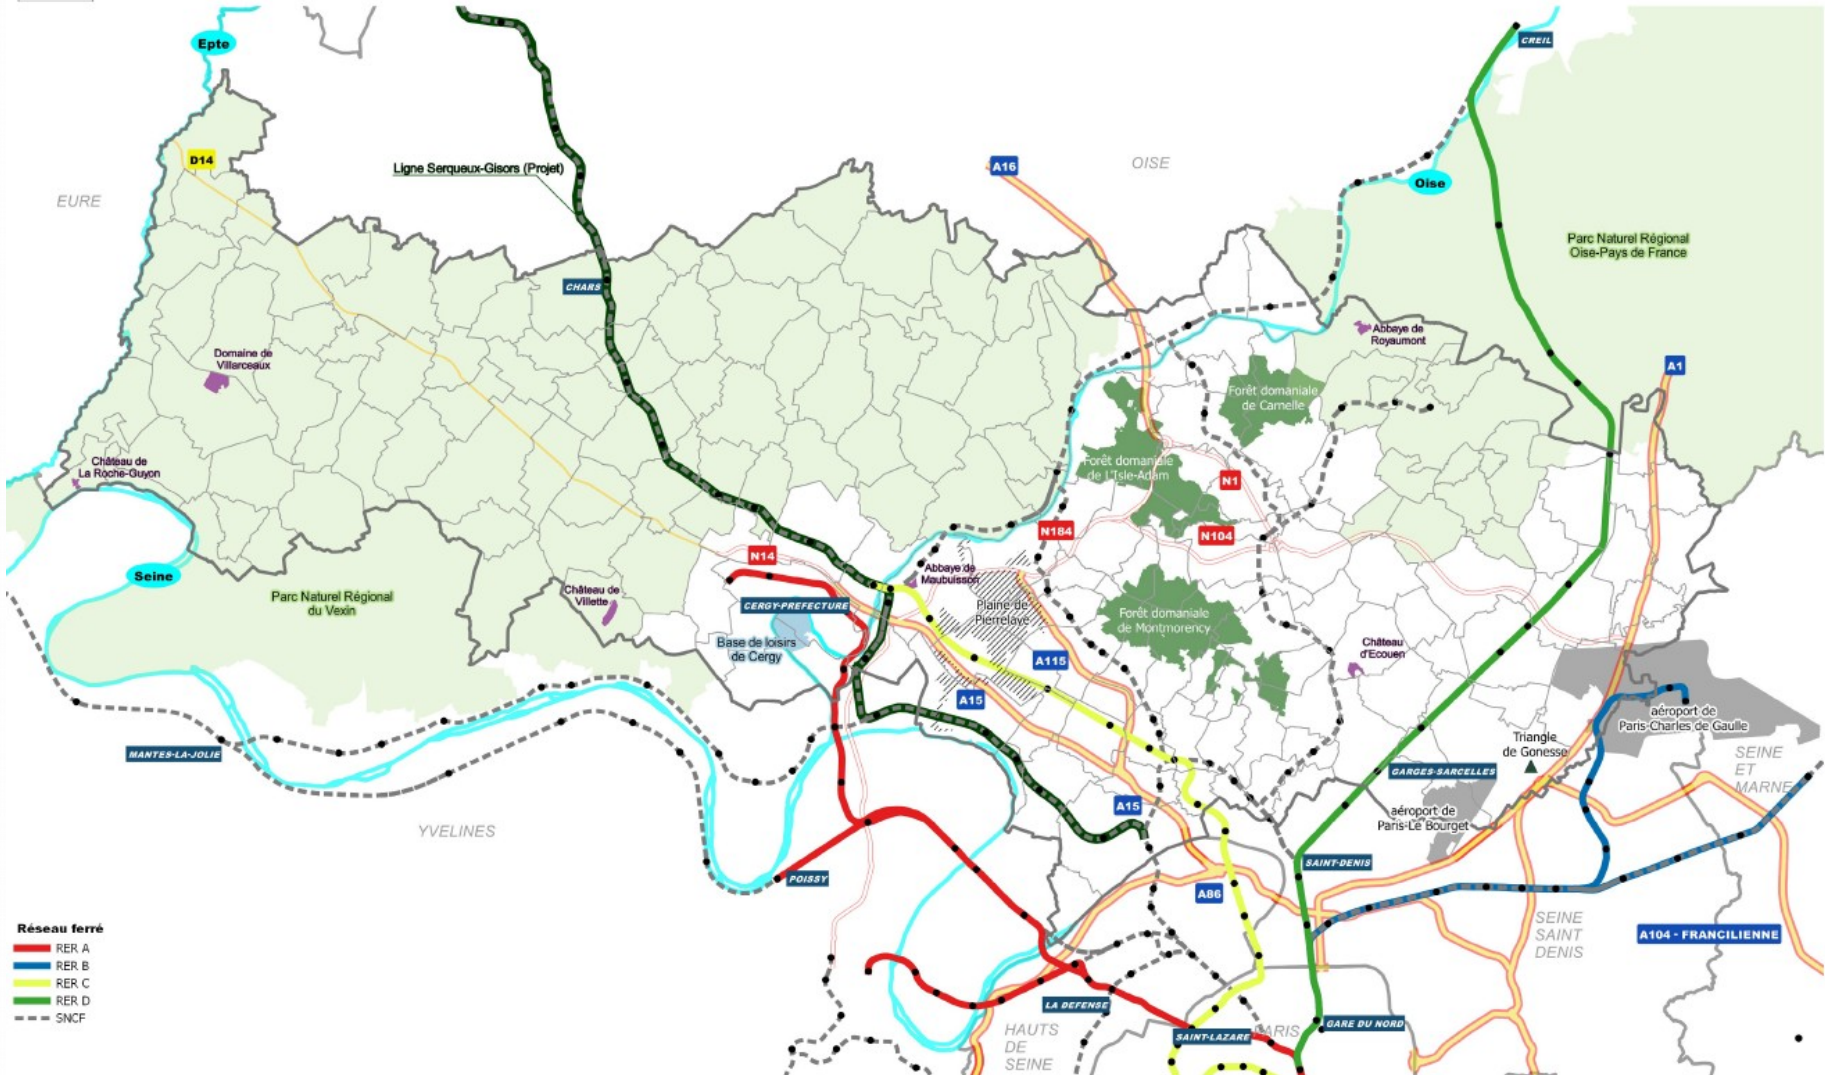 Epte
CREIL
D14
Ligne Serqueux-Gisors (Projet)
A16
OISE
Oise
EURE
Parc Naturel Régional
Oise-Pays de France
CHARS
Abbaye de
Royaumont
Domaine de
Villarceaux
A1
Forêt domaniale
de Carnelle
Château de
La Roche-Guyon
Forêt domaniale
de L'Isle-Adam
N1
N184
N104
N14
Seine
Abbaye de
Maubuisson
Parc Naturel Régional
du Vexin
Château de
Villette
CERGY-PREFECTURE
Plaine de
Pierrelaye
Forêt domaniale
de Montmorency
Base de loisirs
de Cergy
Château
d'Ecouen
A115
A15
aéroport de
Paris-Charles de Gaulle
MANTES-LA-JOLIE
Triangle
de Gonesse
SEINE
ET
MARNE
GARGES-SARCELLES
A15
aéroport de
Paris-Le Bourget
YVELINES
SAINT-DENIS
POISSY
A86
SEINE
SAINT
DENIS
A104 - FRANCILIENNE
Réseau ferré
RER A
RER B
RER C
RER D
SNCF
LA DEFENSE
HAUTS
DE
SEINE
SAINT-LAZARE
PARIS
GARE DU NORD